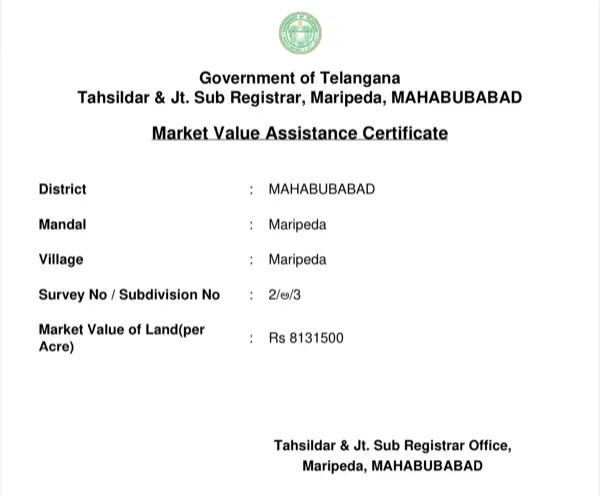 Government of Telangana
Tahsildar & Jt. Sub Registrar, Maripeda, MAHABUBABAD
Market Value Assistance Certificate
District : MAHABUBABAD
Mandal : Maripeda
Village : Maripeda
Survey No / Subdivision No : 2/అ/3
Market Value of Land(per
Acre) : Rs 8131500
Tahsildar & Jt. Sub Registrar Office,
Maripeda, MAHABUBABAD